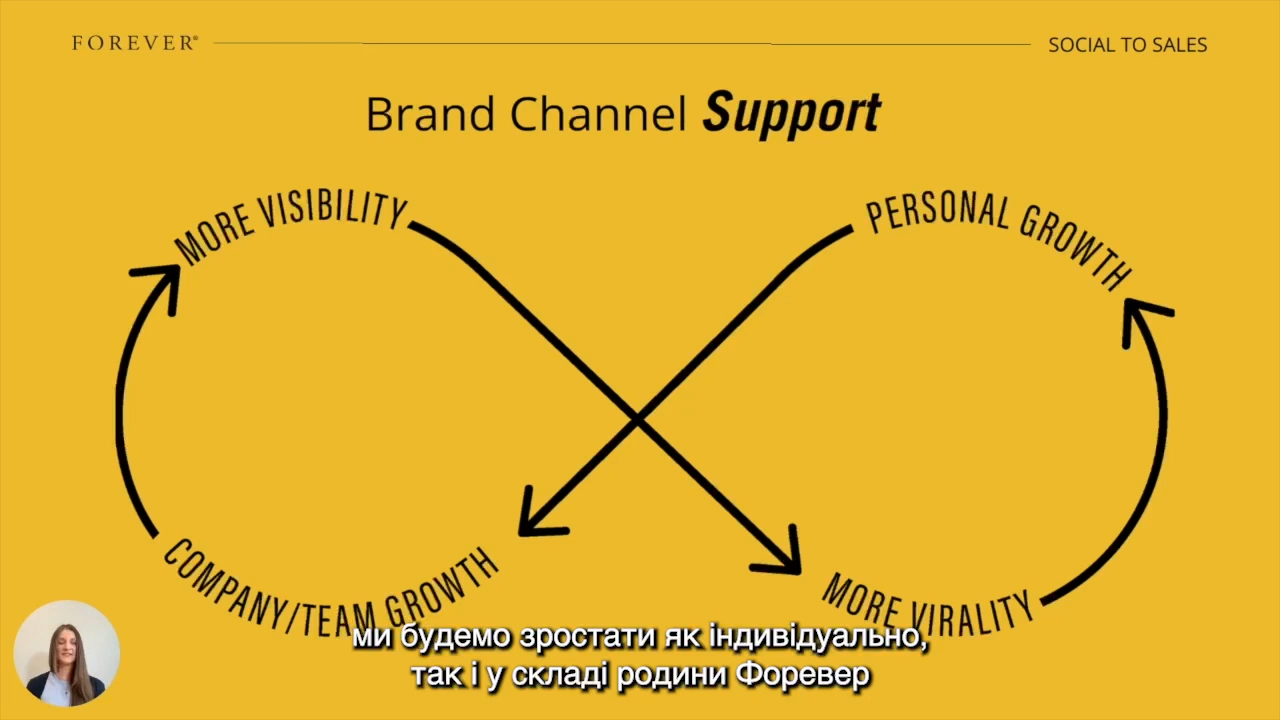 FOREVER®
SOCIAL TO SALES
Brand Channel Support
MORE VISIBILITY
PERSONAL GROWTH
COMPANY/TEAM GROWTH
MORE VIRALITY
ми будемо зростати як індивідуально,
так і у складі родини Форевер